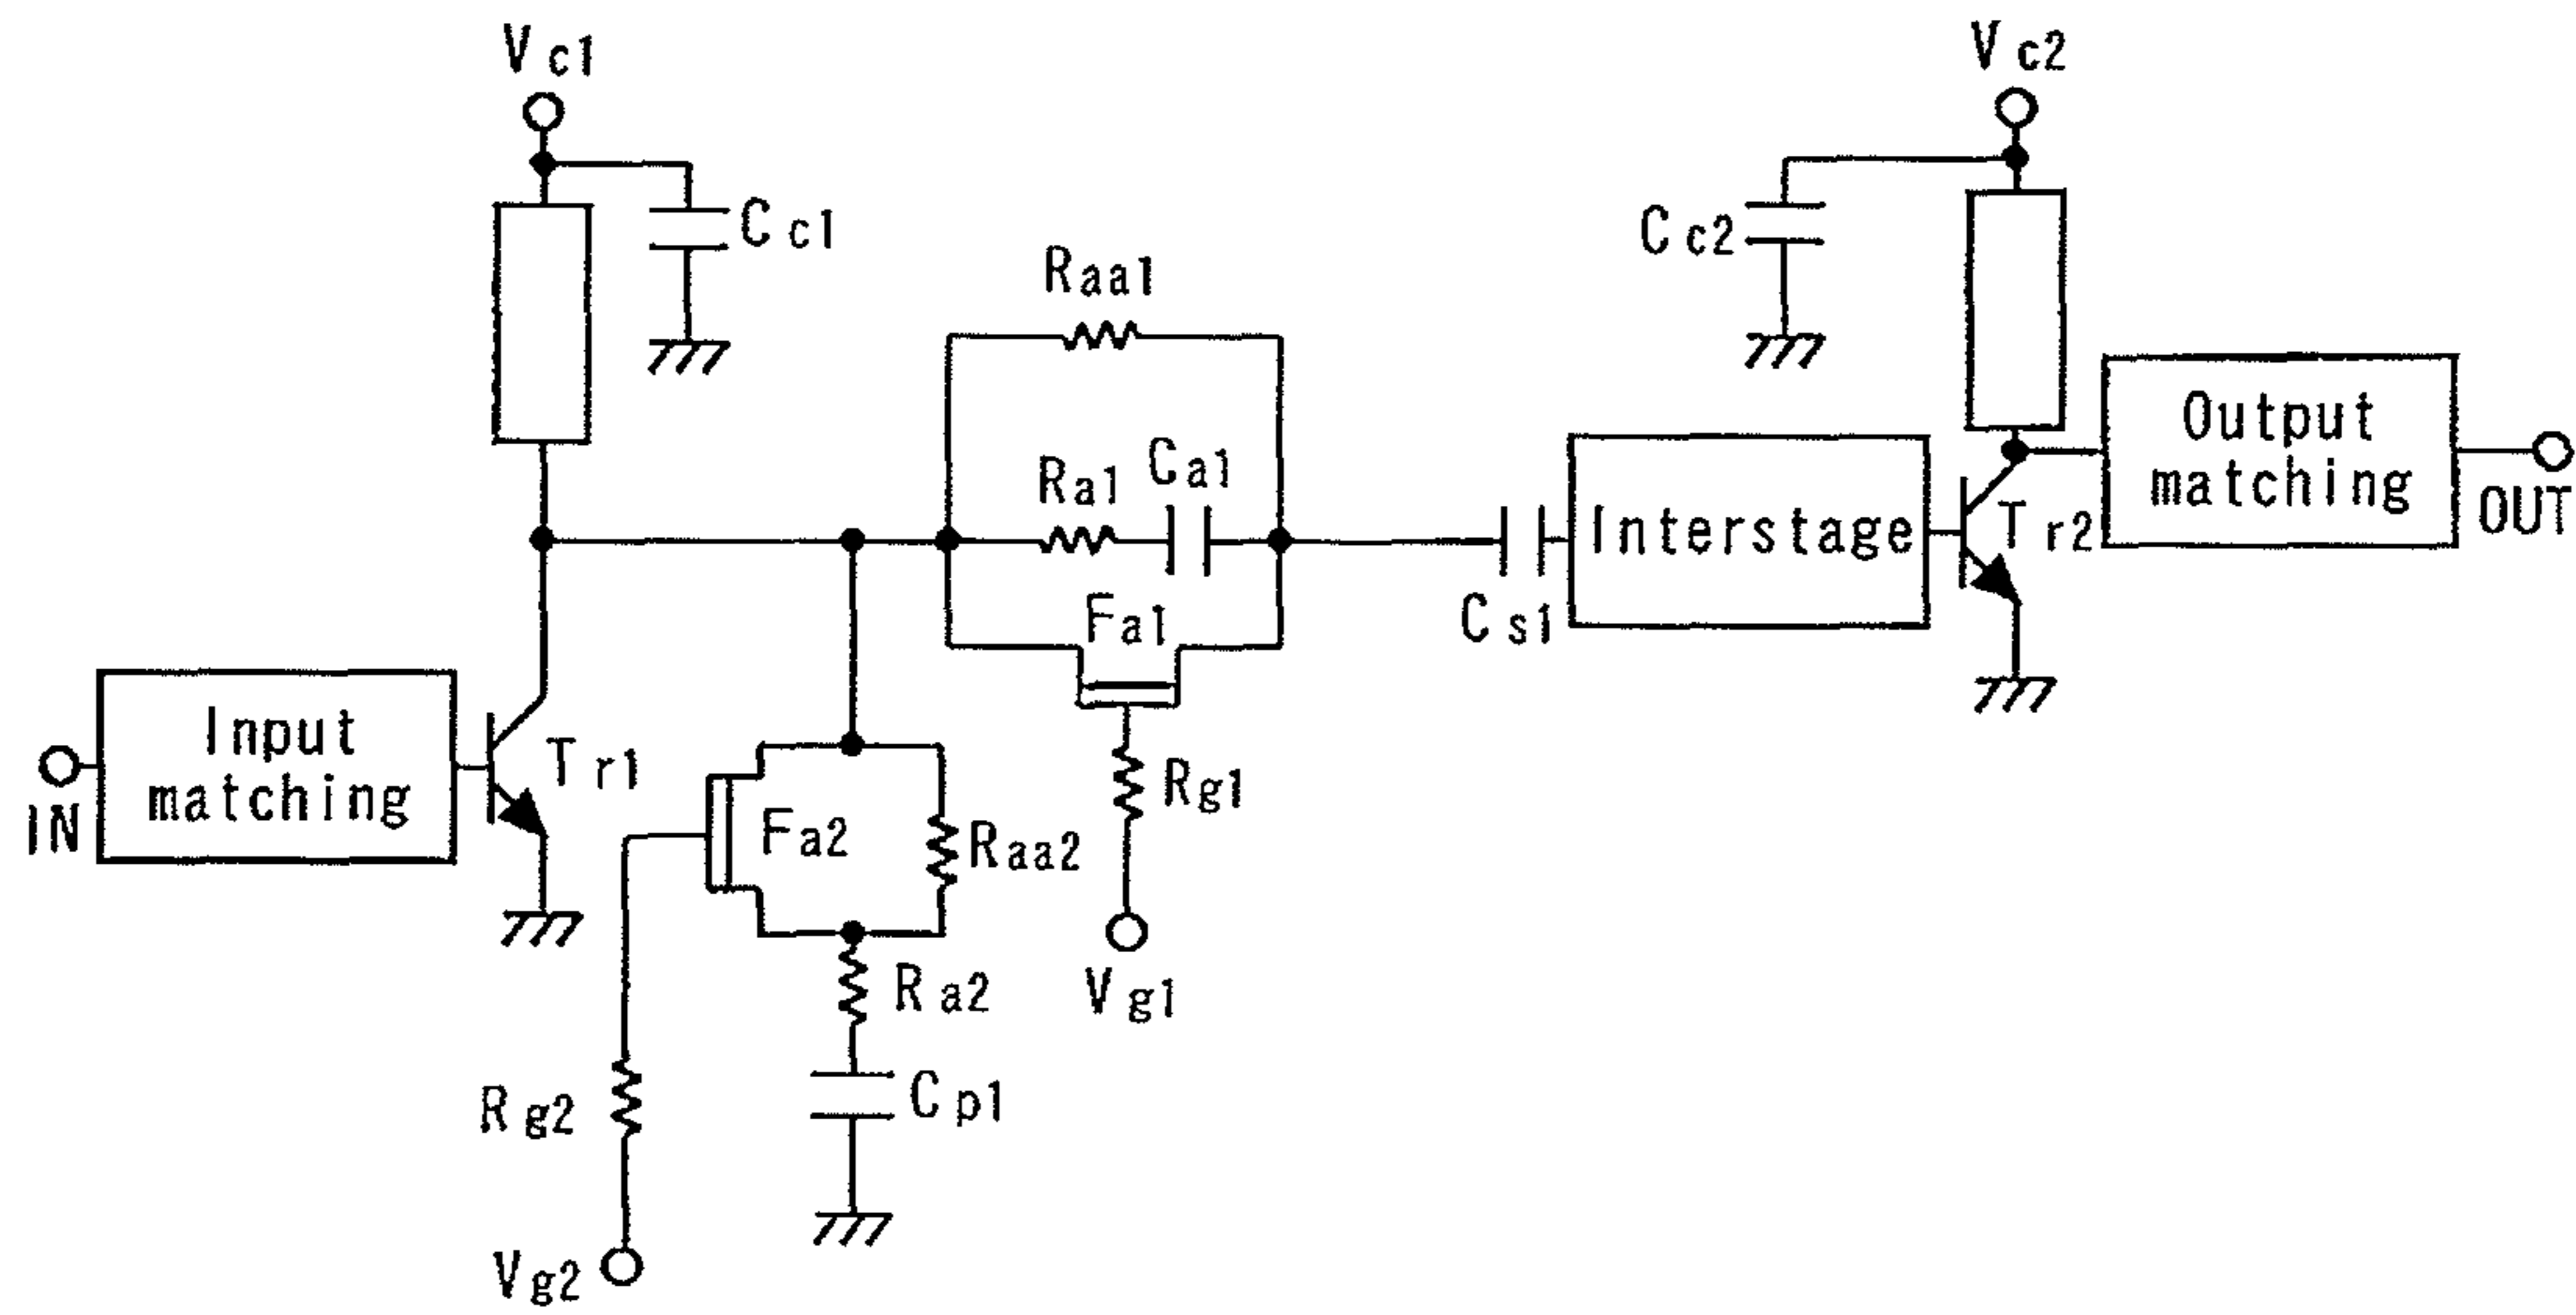 Vc1
Vc2
Cc1
Cc2
Raa1
Ra1
Ca1
Output
matching
OUT
Interstage
Tr2
Cs1
Fa1
Input
matching
IN
Tr1
Fa2
Raa2
Rg1
Ra2
Vg1
Rg2
Cp1
Vg2